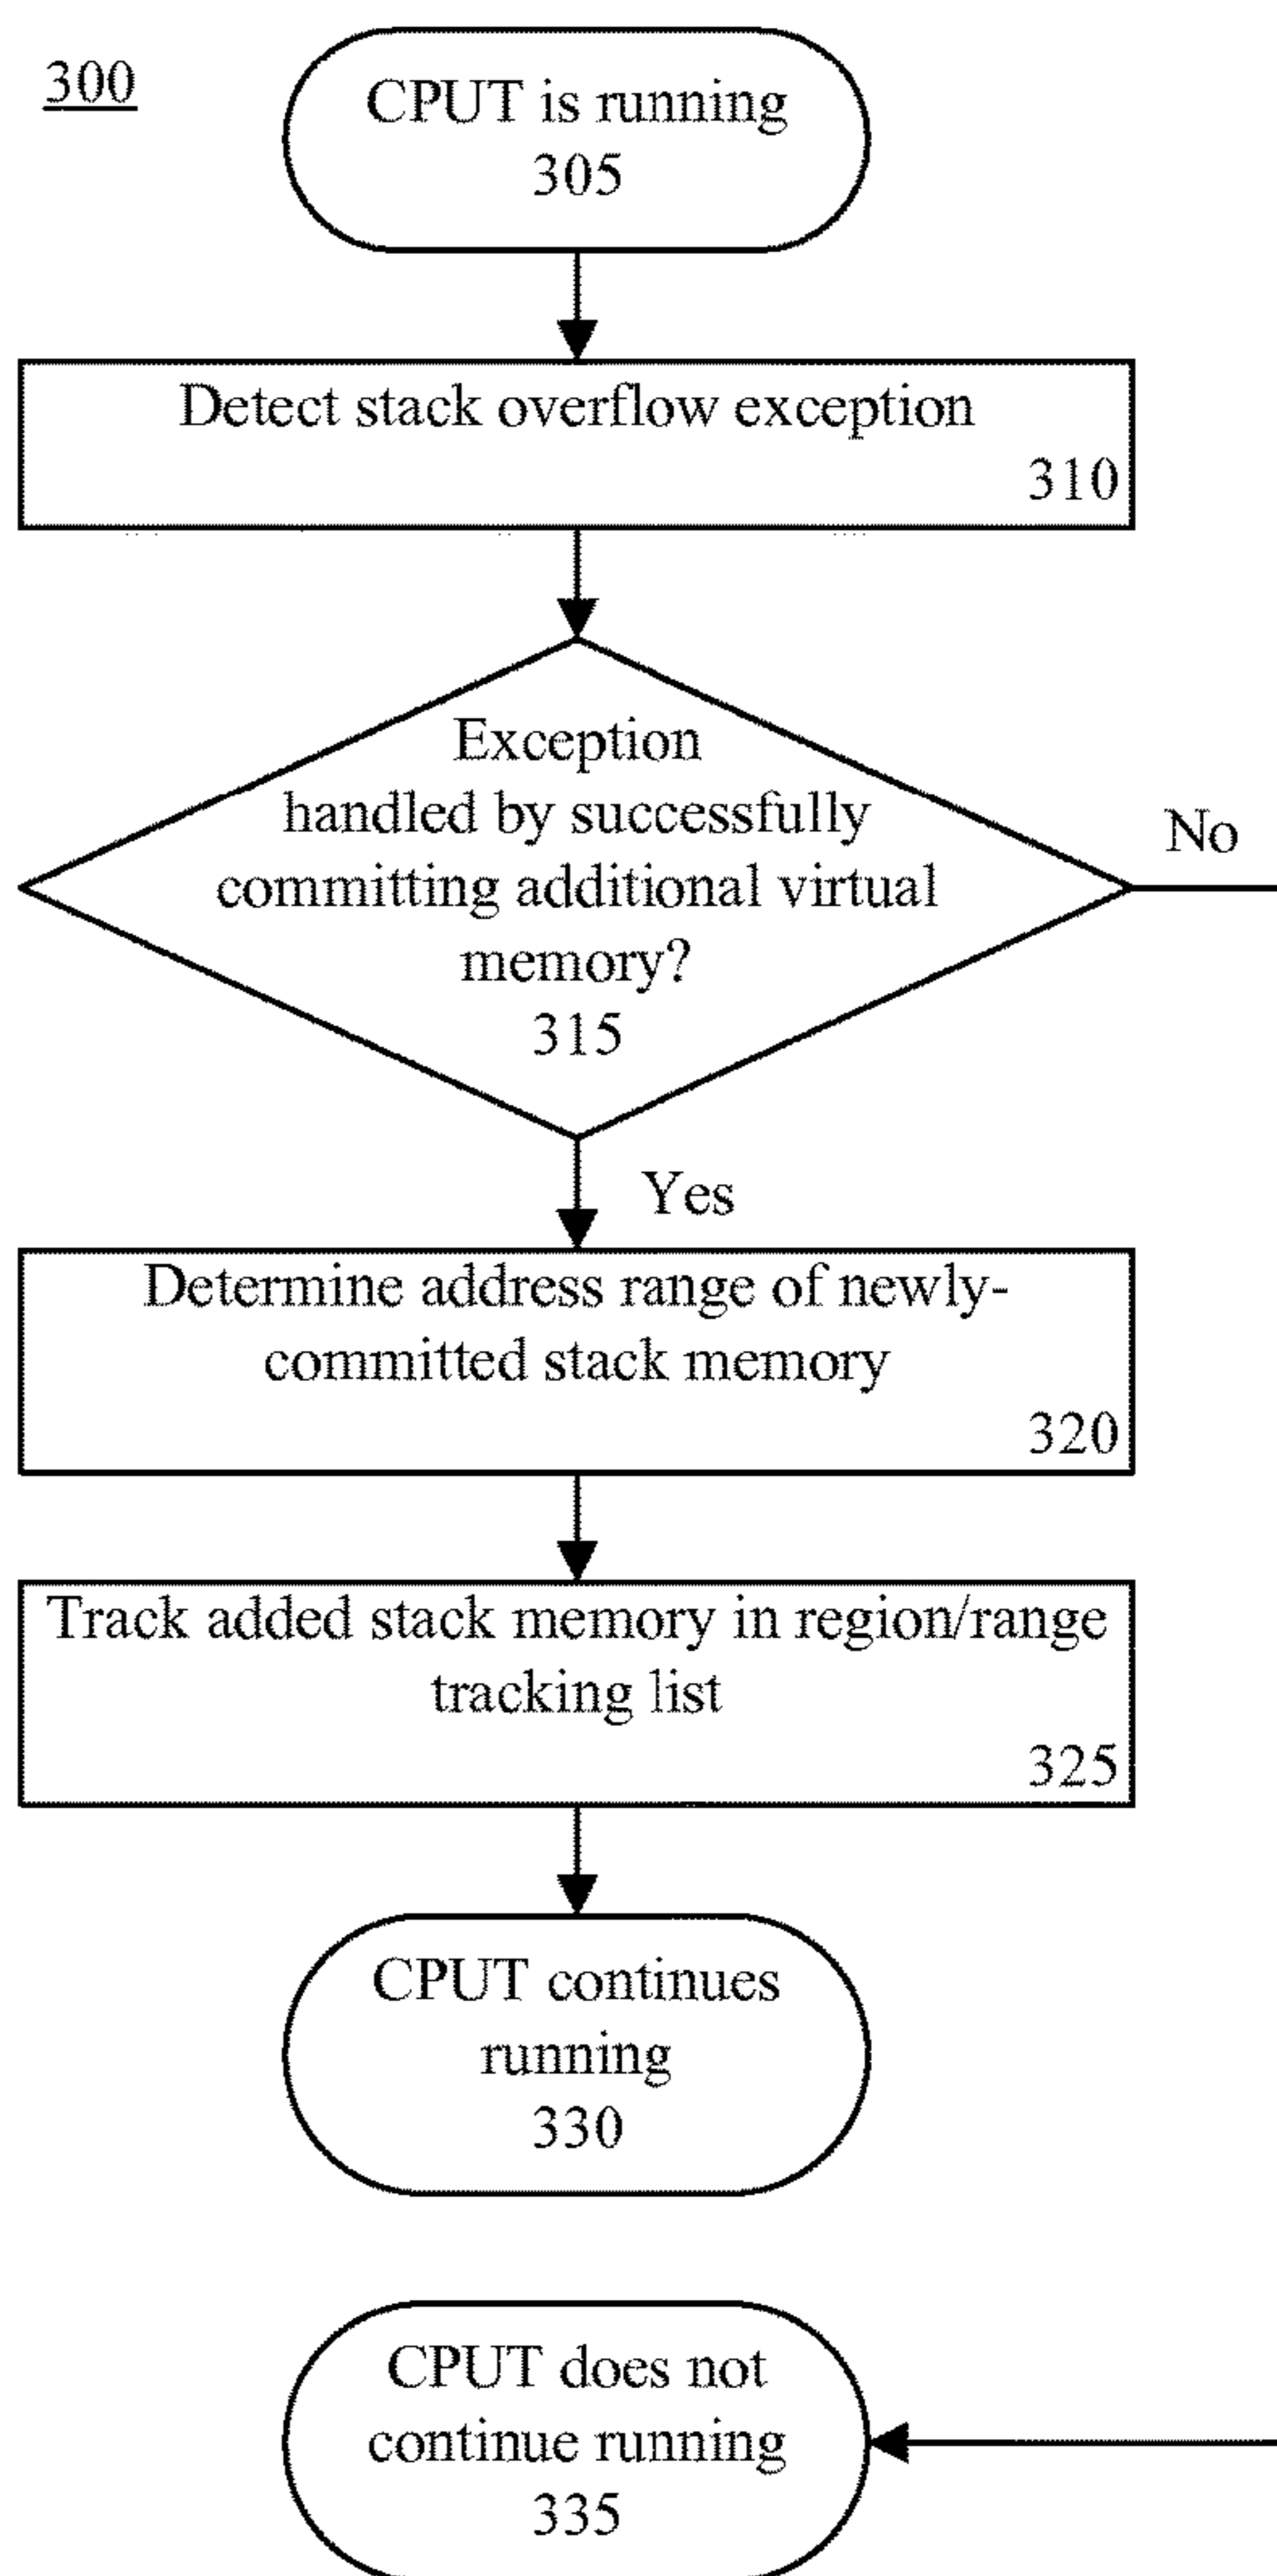 300
CPUT is running
305
Detect stack overflow exception
310
Exception
handled by successfully
committing additional virtual
memory?
315
No
Yes
Determine address range of newly-
committed stack memory
320
Track added stack memory in region/range
tracking list
325
CPUT continues
running
330
CPUT does not
continue running
335